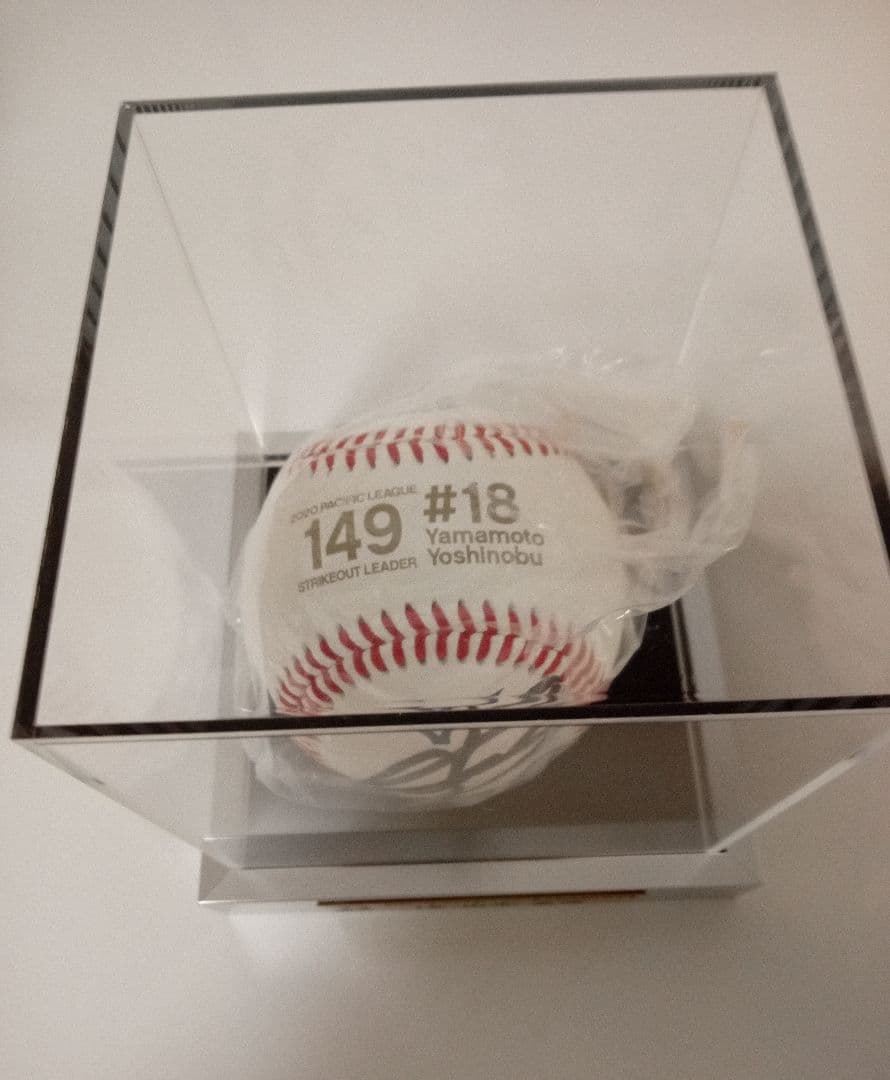 2020 PACIFIC LEAGUE
149
STRIKEOUT LEADER
#18
Yamamoto
Yoshinobu